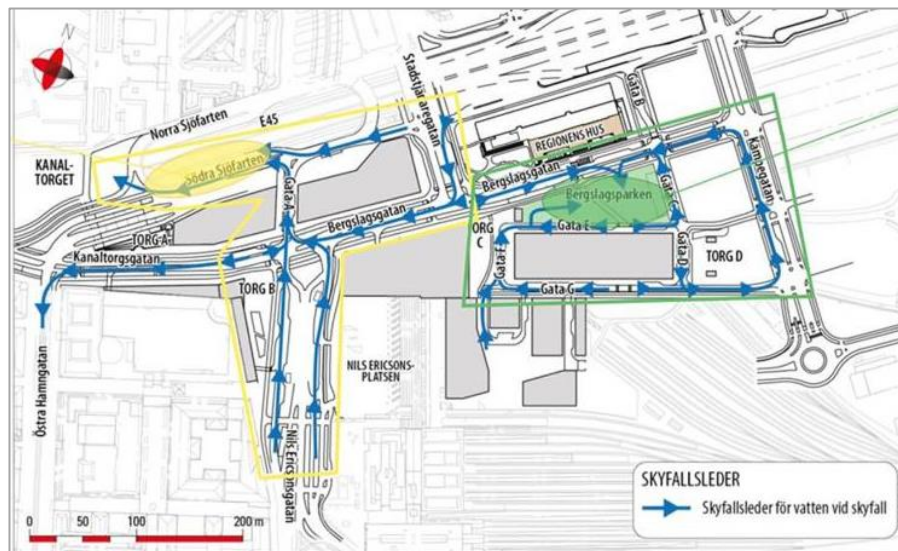 N
Norra Sjöfarten
E45
Stadstjänaregatan
Gata B
REGIONENS HUS
KANAL-
TORGET
Södra Sjöfarten
Gata A
Bergslagsgatan
Bergslagsgatan
Bergslagsparken
Gata C
Kämpegatan
TORG A
Kanaltorgsgatan
TORG
C
Gata E
Gata F
Gata D
TORG D
TORG B
Gata G
Östra Hamngatan
NILS ERICSONS-
PLATSEN
Nils Ericsonsgatan
SKYFALLSLEDER
Skyfallsleder för vatten vid skyfall
0 50 100 200 m